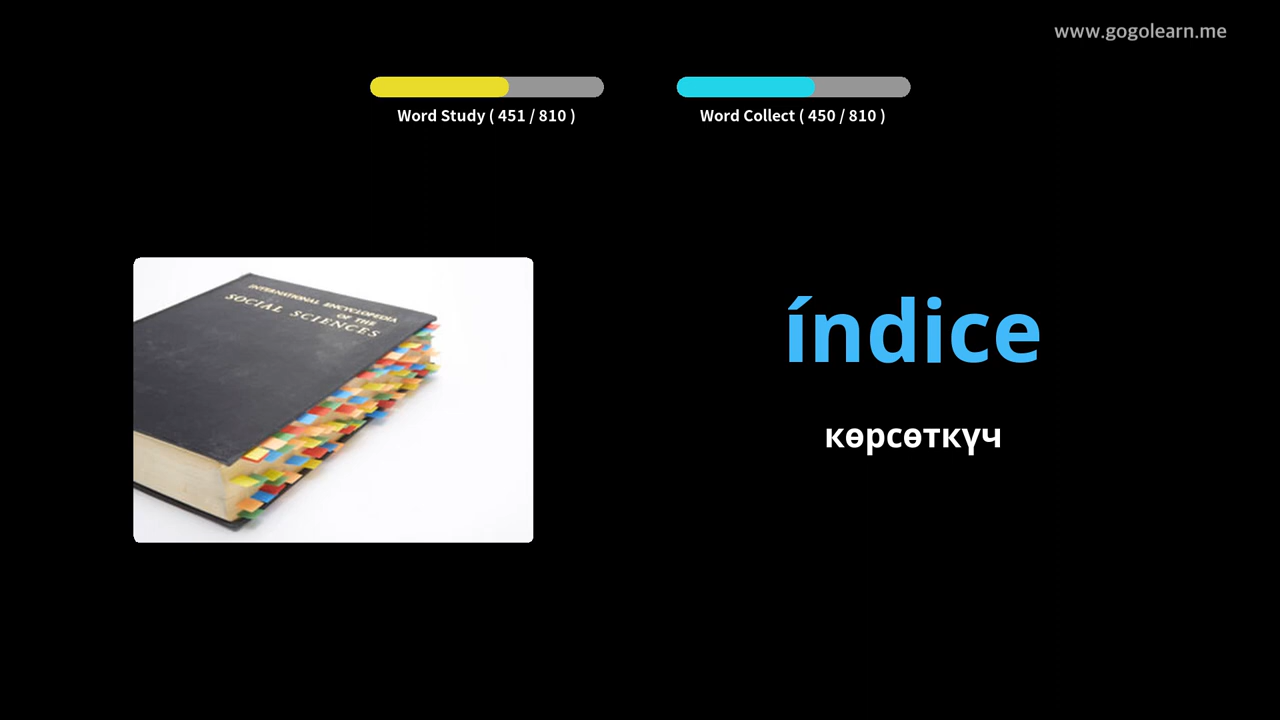 www.gogolearn.me
Word Study ( 451 / 810 )
Word Collect ( 450 / 810 )
INTERNATIONAL ENCYCLOPEDIA
OF THE
SOCIAL SCIENCES
índice
көрсөткүч